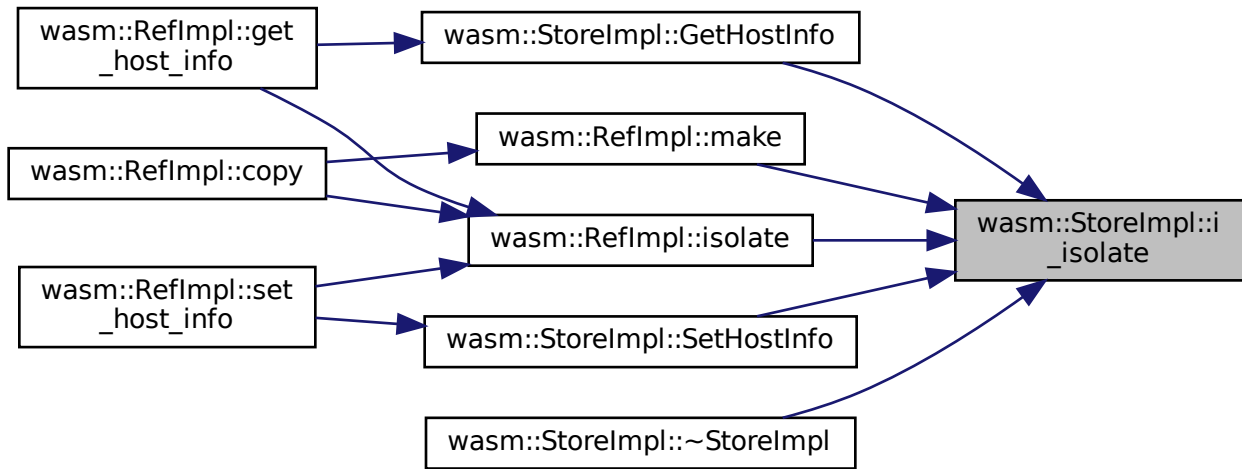 wasm::RefImpl::get
_host_info
wasm::RefImpl::copy
wasm::RefImpl::set
_host_info
wasm::StoreImpl::GetHostInfo
wasm::RefImpl::make
wasm::RefImpl::isolate
wasm::StoreImpl::SetHostInfo
wasm::StoreImpl::~StoreImpl
wasm::StoreImpl::i
_isolate